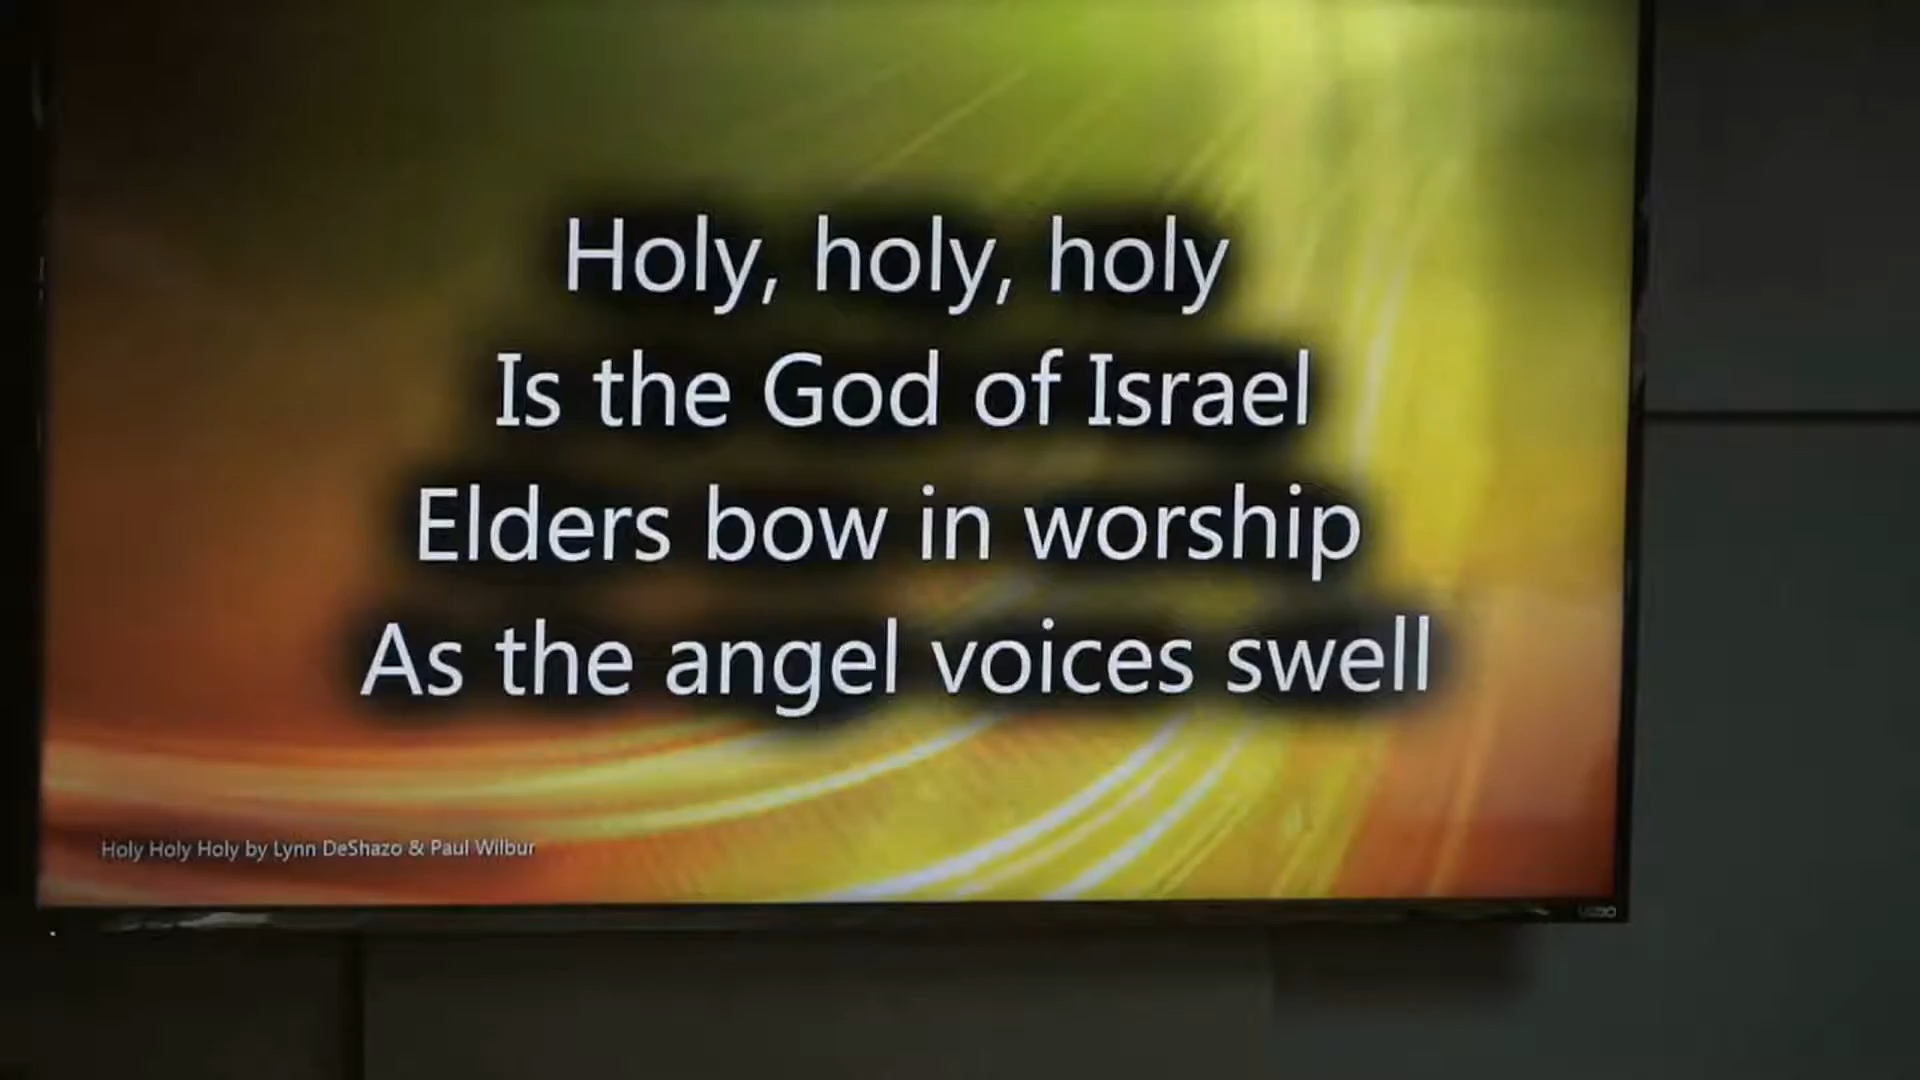 Holy, holy, holy
Is the God of Israel
Elders bow in worship
As the angel voices swell
Holy Holy Holy by Lynn DeShazo & Paul Wilbur
VIZIO